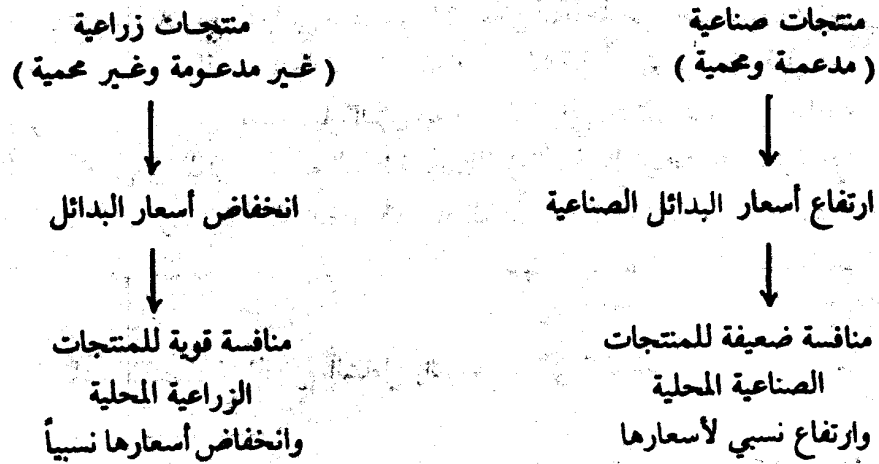 منتجات صناعية
( مدعمة ومحمية )
ارتفاع أسعار البدائل الصناعية
منافسة ضعيفة للمنتجات
الصناعية المحلية
وارتفاع نسبي لأسعارها
منتجات زراعية
( غير مدعومة وغير محمية )
انخفاض أسعار البدائل
منافسة قوية للمنتجات
الزراعية المحلية
وانخفاض أسعارها نسبياً